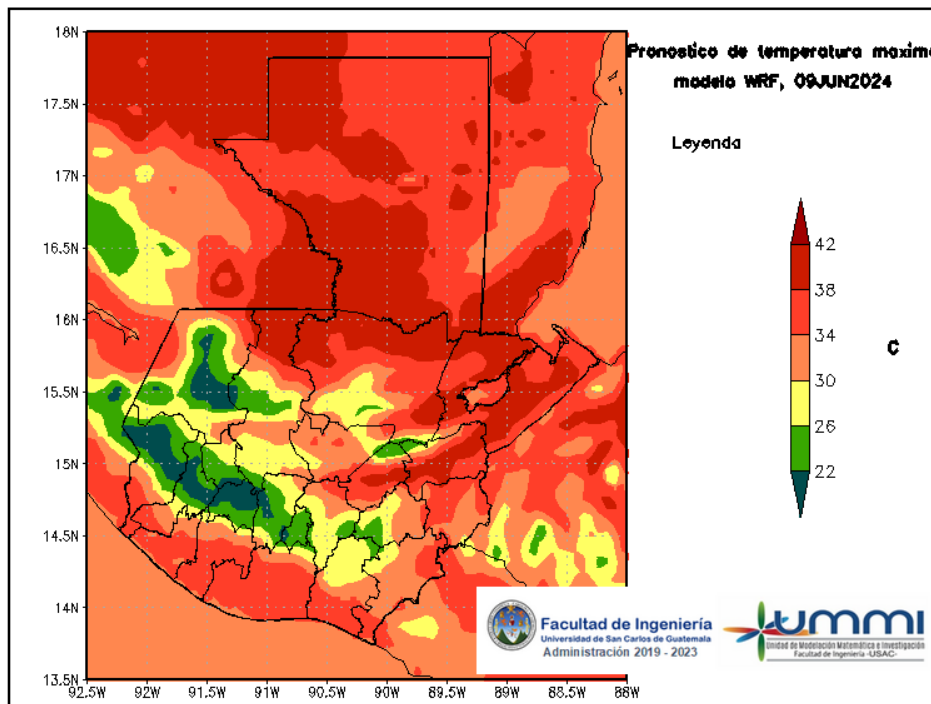 Pronostico de temperatura maxima
modelo WRF, 09JUN2024
Leyenda
42
38
34
30
26
22
C
18N
17.5N
17N
16.5N
16N
15.5N
15N
14.5N
14N
13.5N
92.5W
92W
91.5W
91W
90.5W
90W
89.5W
89W
88.5W
88W
Facultad de Ingeniería
Universidad de San Carlos de Guatemala
Administración 2019 - 2023
ummi
Unidad de Modelación Matemática e Investigación
Facultad de Ingeniería -USAC-